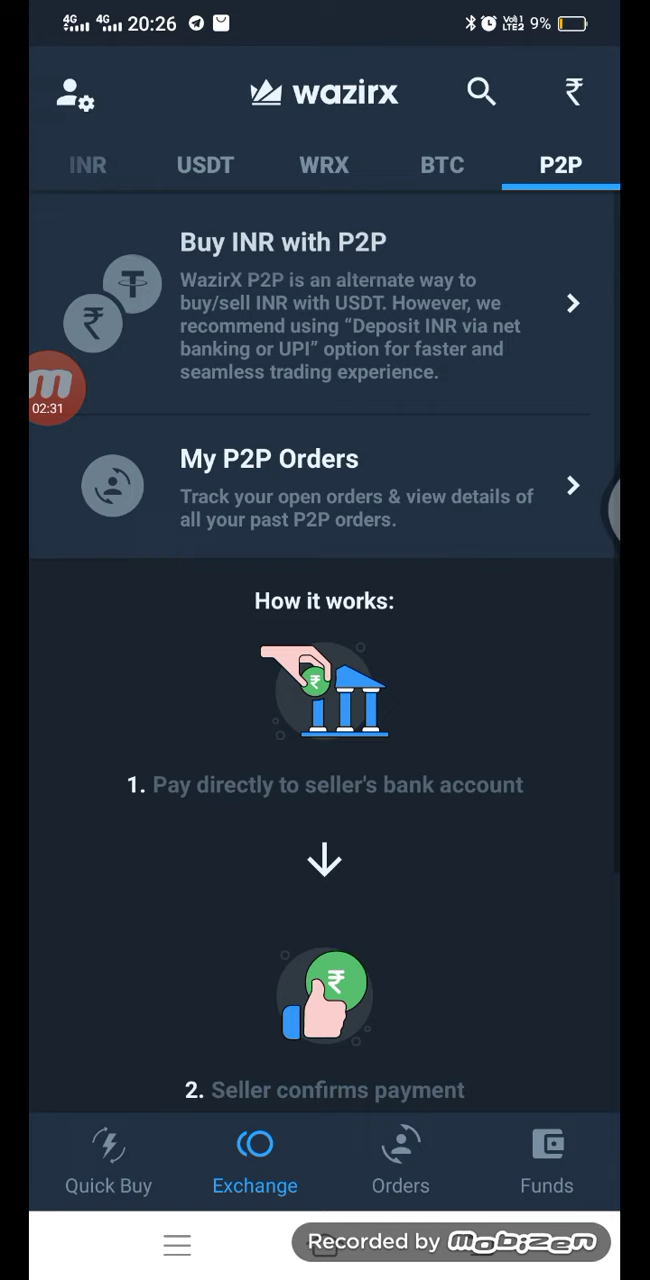 4G 4G 20:26 Vol) 1 LTE2 9%
wazirx ₹
INR USDT WRX BTC P2P
Buy INR with P2P
WazirX P2P is an alternate way to
buy/sell INR with USDT. However, we
recommend using “Deposit INR via net
banking or UPI” option for faster and
seamless trading experience.
₹
m
02:31
My P2P Orders
Track your open orders & view details of
all your past P2P orders.
How it works:
₹
1. Pay directly to seller's bank account
₹
2. Seller confirms payment
Quick Buy Exchange Orders Funds
Recorded by mobizen